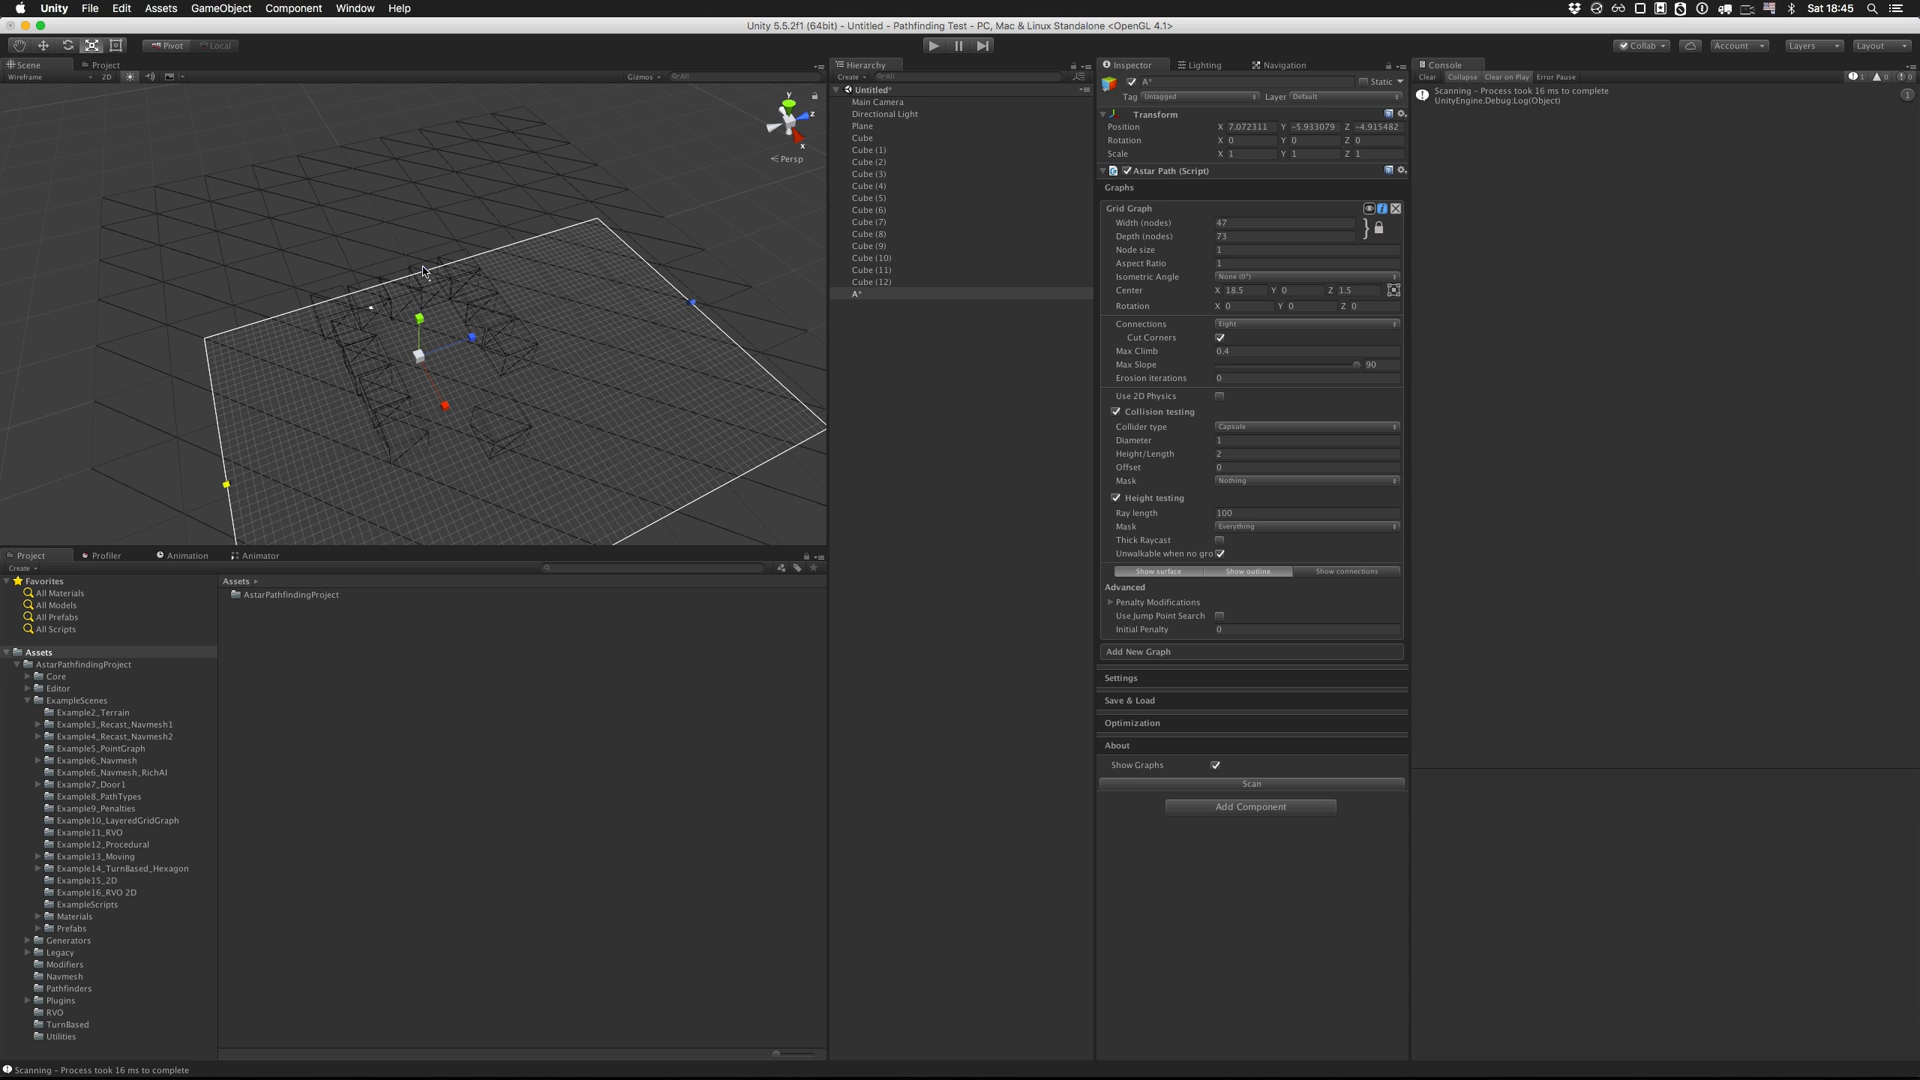 Unity File Edit Assets GameObject Component Window Help
Sat 18:45
Unity 5.5.2f1 (64bit) - Untitled - Pathfinding Test - PC, Mac & Linux Standalone <OpenGL 4.1>
Pivot Local
Collab Account Layers Layout
Scene Project
Wireframe 2D Gizmos All
y
z
x
Persp
Hierarchy
Create All
Untitled*
Main Camera
Directional Light
Plane
Cube
Cube (1)
Cube (2)
Cube (3)
Cube (4)
Cube (5)
Cube (6)
Cube (7)
Cube (8)
Cube (9)
Cube (10)
Cube (11)
Cube (12)
A*
Inspector Lighting Navigation
A* Static
Tag Untagged Layer Default
Transform
Position X 7.072311 Y -5.933079 Z -4.915482
Rotation X 0 Y 0 Z 0
Scale X 1 Y 1 Z 1
Astar Path (Script)
Graphs
Grid Graph
Width (nodes) 47
Depth (nodes) 73
Node size 1
Aspect Ratio 1
Isometric Angle None (0°)
Center X 18.5 Y 0 Z 1.5
Rotation X 0 Y 0 Z 0
Connections Eight
Cut Corners
Max Climb 0.4
Max Slope 90
Erosion iterations 0
Use 2D Physics
Collision testing
Collider type Capsule
Diameter 1
Height/Length 2
Offset 0
Mask Nothing
Height testing
Ray length 100
Mask Everything
Thick Raycast
Unwalkable when no gro
Show surface Show outline Show connections
Advanced
Penalty Modifications
Use Jump Point Search
Initial Penalty 0
Add New Graph
Settings
Save & Load
Optimization
About
Show Graphs
Scan
Add Component
Console
Clear Collapse Clear on Play Error Pause 1 0 0
Scanning - Process took 16 ms to complete
UnityEngine.Debug:Log(Object)
1
Project Profiler Animation Animator
Create
Favorites
All Materials
All Models
All Prefabs
All Scripts
Assets
AstarPathfindingProject
Core
Editor
ExampleScenes
Example2_Terrain
Example3_Recast_Navmesh1
Example4_Recast_Navmesh2
Example5_PointGraph
Example6_Navmesh
Example6_Navmesh_RichAI
Example7_Door1
Example8_PathTypes
Example9_Penalties
Example10_LayeredGridGraph
Example11_RVO
Example12_Procedural
Example13_Moving
Example14_TurnBased_Hexagon
Example15_2D
Example16_RVO 2D
ExampleScripts
Materials
Prefabs
Generators
Legacy
Modifiers
Navmesh
Pathfinders
Plugins
RVO
TurnBased
Utilities
Assets
AstarPathfindingProject
Scanning - Process took 16 ms to complete